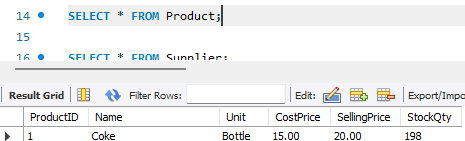 14 SELECT * FROM Product;
15
16 SELECT * FROM Supplier;
Result Grid Filter Rows: Edit: Export/Impo
ProductID Name Unit CostPrice SellingPrice StockQty
1 Coke Bottle 15.00 20.00 198